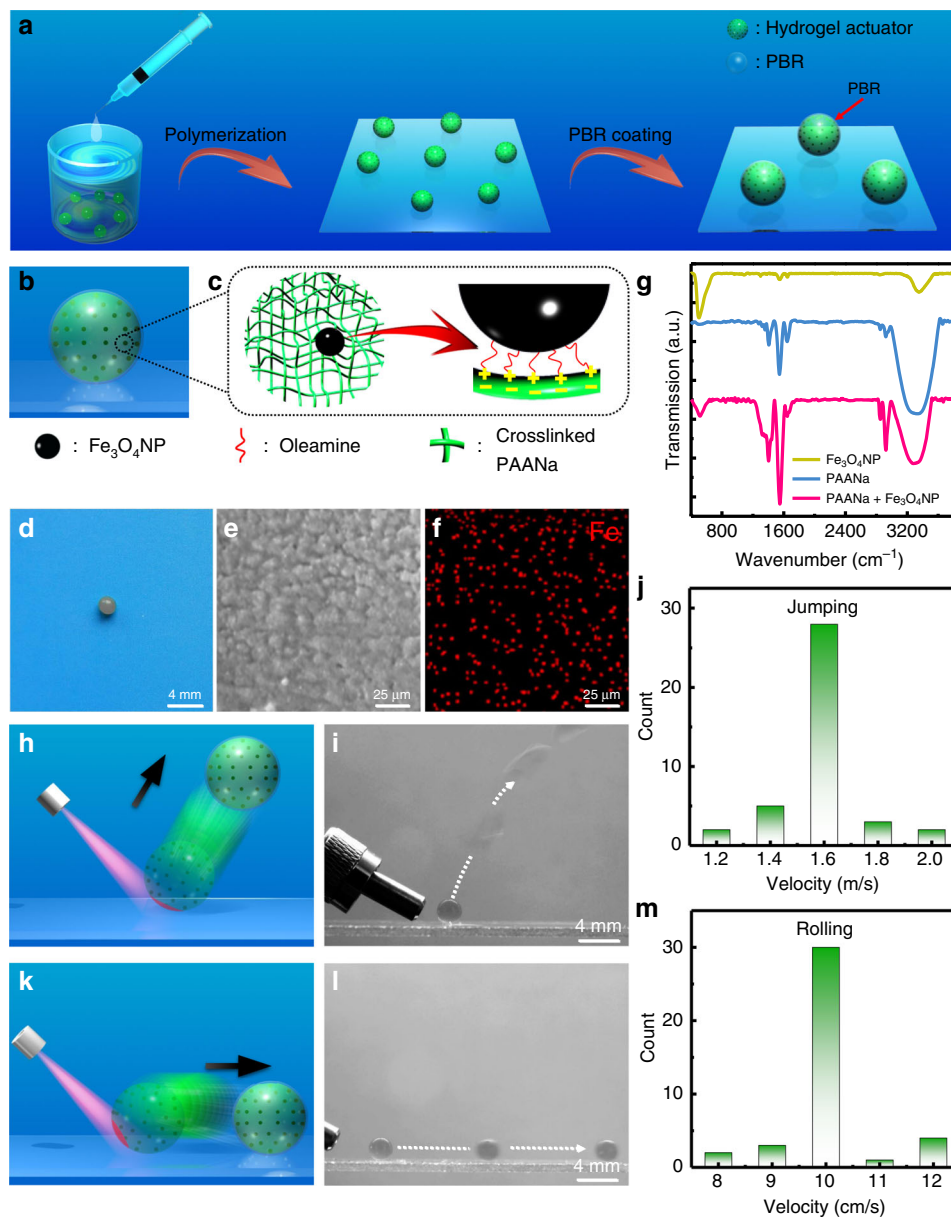 a
: Hydrogel actuator
: PBR
PBR
Polymerization
PBR coating
b
c
: Fe₃O₄NP
: Oleamine
: Crosslinked
PAANa
g
Transmission (a.u.)
Fe₃O₄NP
PAANa
PAANa + Fe₃O₄NP
800 1600 2400 3200
Wavenumber (cm⁻¹)
d
4 mm
e
25 μm
f
Fe
25 μm
h
i
4 mm
j
Jumping
Count
30
20
10
0
1.2 1.4 1.6 1.8 2.0
Velocity (m/s)
k
l
4 mm
m
Rolling
Count
30
20
10
0
8 9 10 11 12
Velocity (cm/s)